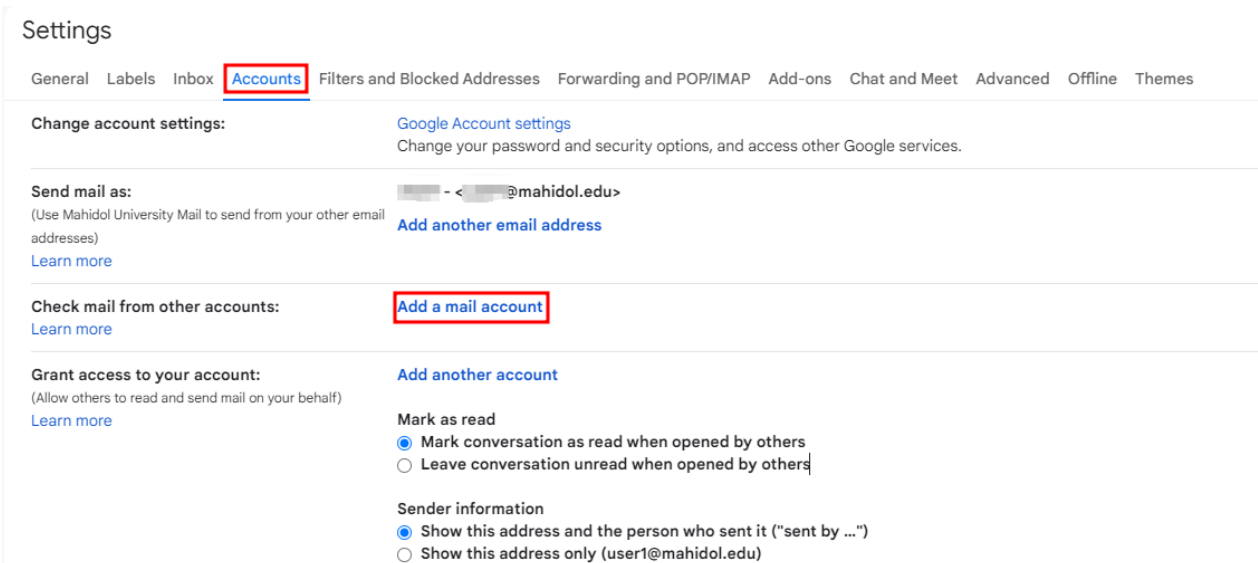 Settings
General Labels Inbox Accounts Filters and Blocked Addresses Forwarding and POP/IMAP Add-ons Chat and Meet Advanced Offline Themes
Change account settings:
Google Account settings
Change your password and security options, and access other Google services.
Send mail as:
(Use Mahidol University Mail to send from your other email
addresses)
Learn more
- < @mahidol.edu>
Add another email address
Check mail from other accounts:
Learn more
Add a mail account
Grant access to your account:
(Allow others to read and send mail on your behalf)
Learn more
Add another account
Mark as read
Mark conversation as read when opened by others
Leave conversation unread when opened by others
Sender information
Show this address and the person who sent it ("sent by ...")
Show this address only (user1@mahidol.edu)